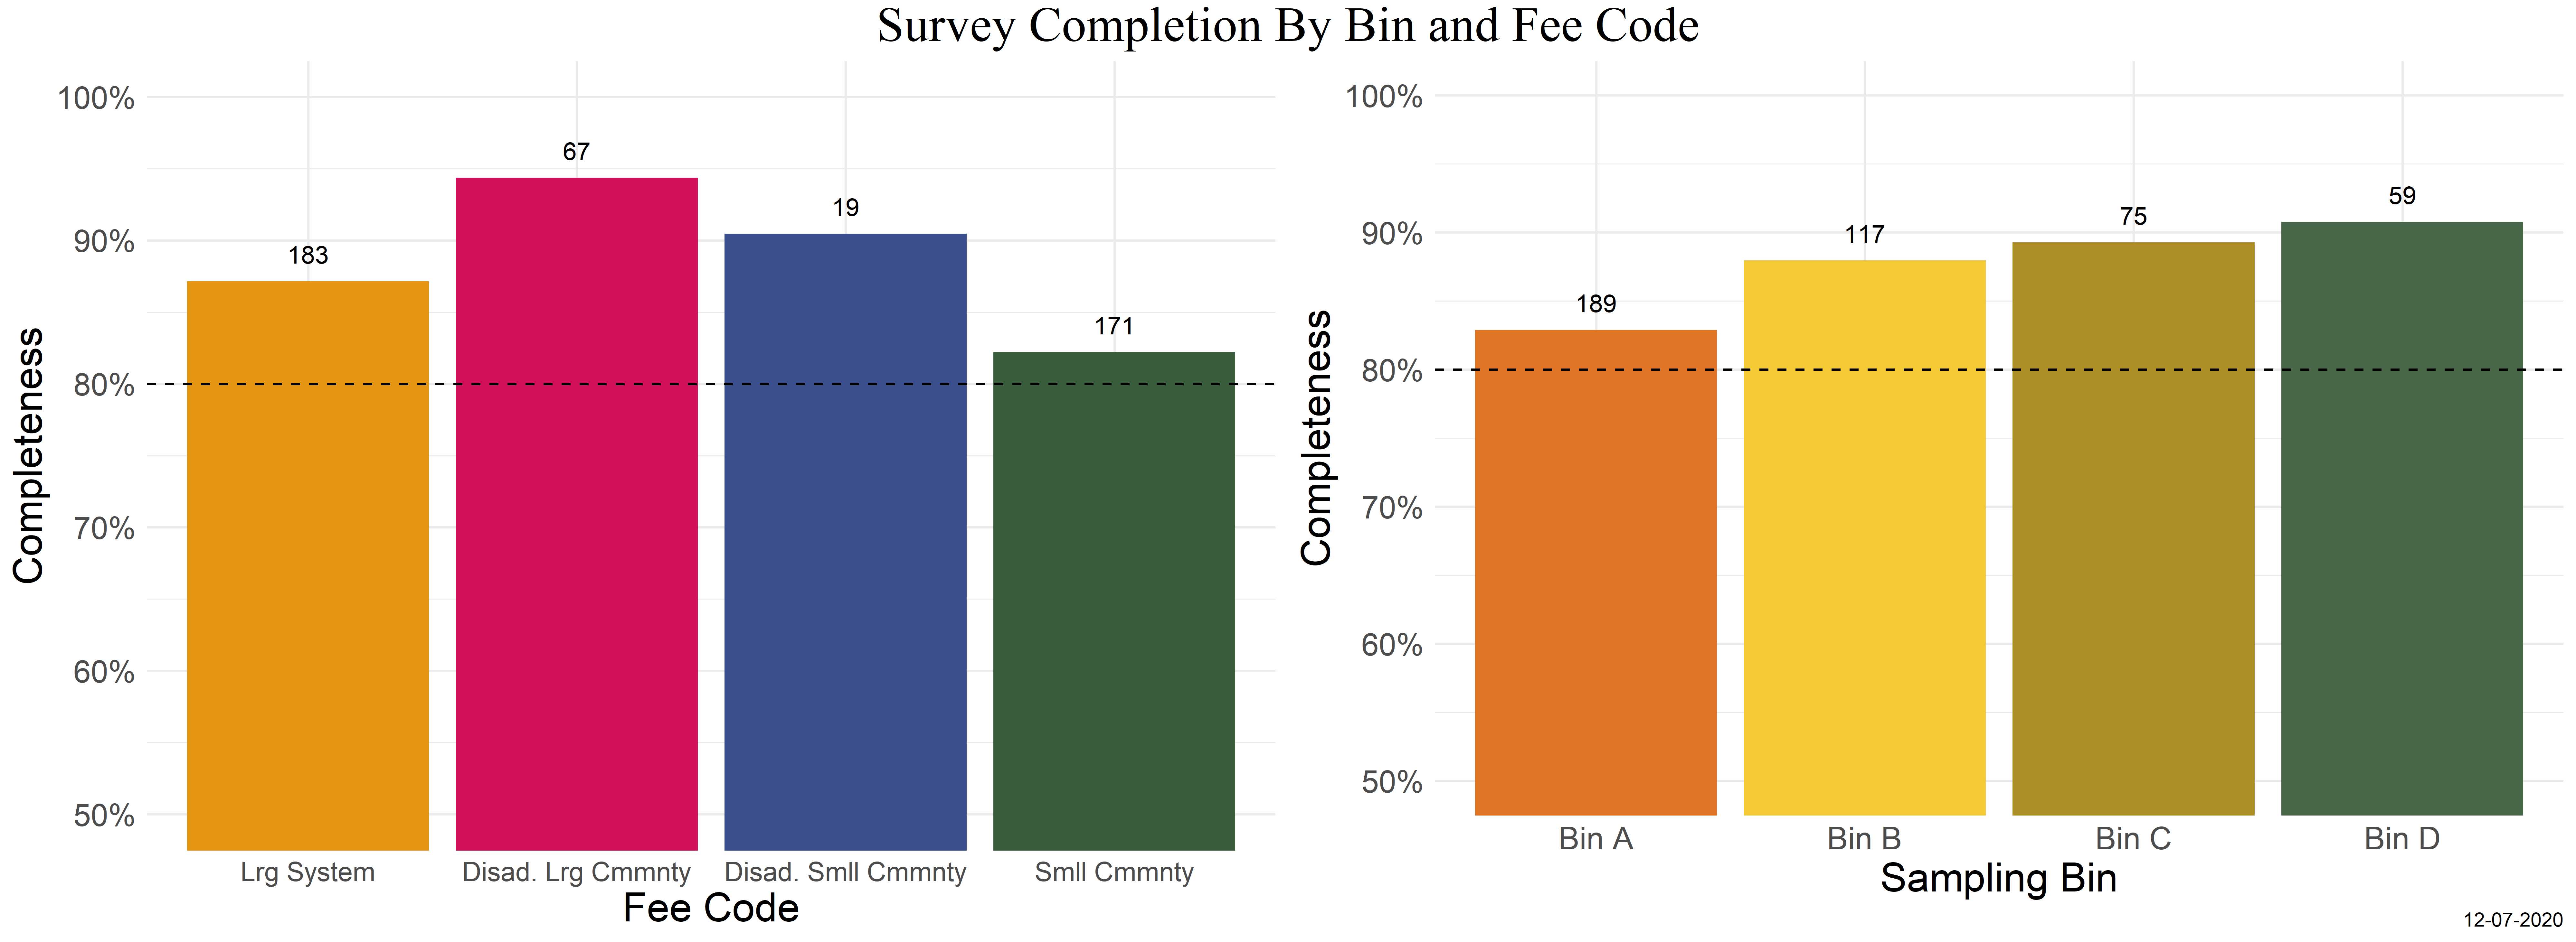 Survey Completion By Bin and Fee Code
Completeness
100%
90%
80%
70%
60%
50%
183
67
19
171
Lrg System
Disad. Lrg Cmmnty
Disad. Smll Cmmnty
Smll Cmmnty
Fee Code
Completeness
100%
90%
80%
70%
60%
50%
189
117
75
59
Bin A
Bin B
Bin C
Bin D
Sampling Bin
12-07-2020